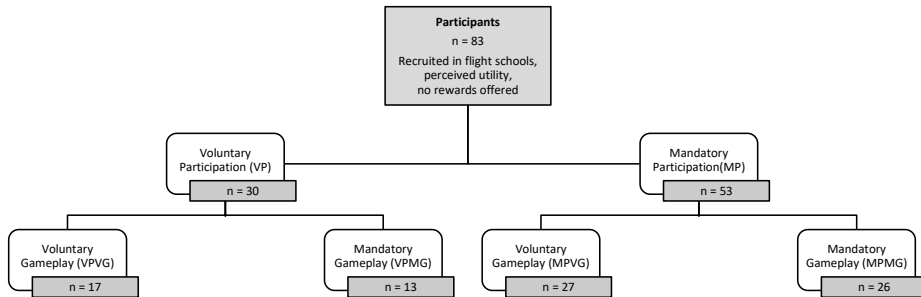 Participants
n = 83
Recruited in flight schools,
perceived utility,
no rewards offered
Voluntary
Participation (VP)
n = 30
Mandatory
Participation(MP)
n = 53
Voluntary
Gameplay (VPVG)
n = 17
Mandatory
Gameplay (VPMG)
n = 13
Voluntary
Gameplay (MPVG)
n = 27
Mandatory
Gameplay (MPMG)
n = 26